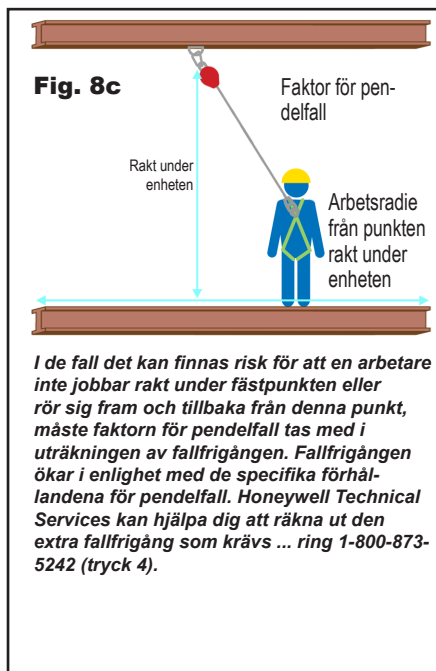 Fig. 8c
Faktor för pen-
delfall
Rakt under
enheten
Arbetsradie
från punkten
rakt under
enheten
I de fall det kan finnas risk för att en arbetare
inte jobbar rakt under fästpunkten eller
rör sig fram och tillbaka från denna punkt,
måste faktorn för pendelfall tas med i
uträkningen av fallfrigången. Fallfrigången
ökar i enlighet med de specifika förhål-
landena för pendelfall. Honeywell Technical
Services kan hjälpa dig att räkna ut den
extra fallfrigång som krävs ... ring 1-800-873-
5242 (tryck 4).